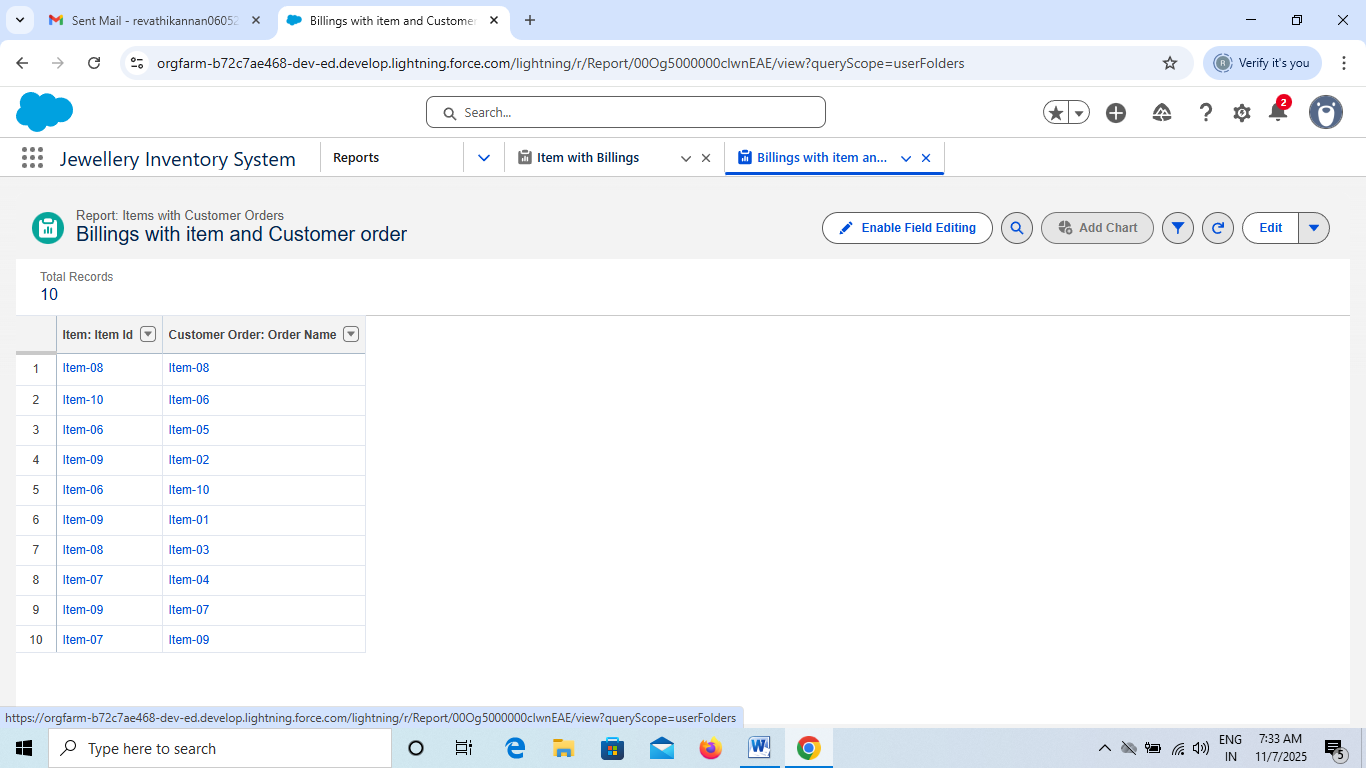 Sent Mail - revathikannan06052
Billings with item and Customer
orgfarm-b72c7ae468-dev-ed.develop.lightning.force.com/lightning/r/Report/00Og5000000clwnEAE/view?queryScope=userFolders
R
Verify it's you
Search...
2
Jewellery Inventory System
Reports
Item with Billings
Billings with item an...
Report: Items with Customer Orders
Billings with item and Customer order
Enable Field Editing
Add Chart
Edit
Total Records
10
Item: Item Id Customer Order: Order Name
1 Item-08 Item-08
2 Item-10 Item-06
3 Item-06 Item-05
4 Item-09 Item-02
5 Item-06 Item-10
6 Item-09 Item-01
7 Item-08 Item-03
8 Item-07 Item-04
9 Item-09 Item-07
10 Item-07 Item-09
https://orgfarm-b72c7ae468-dev-ed.develop.lightning.force.com/lightning/r/Report/00Og5000000clwnEAE/view?queryScope=userFolders
Type here to search
W
ENG
IN
7:33 AM
11/7/2025
5